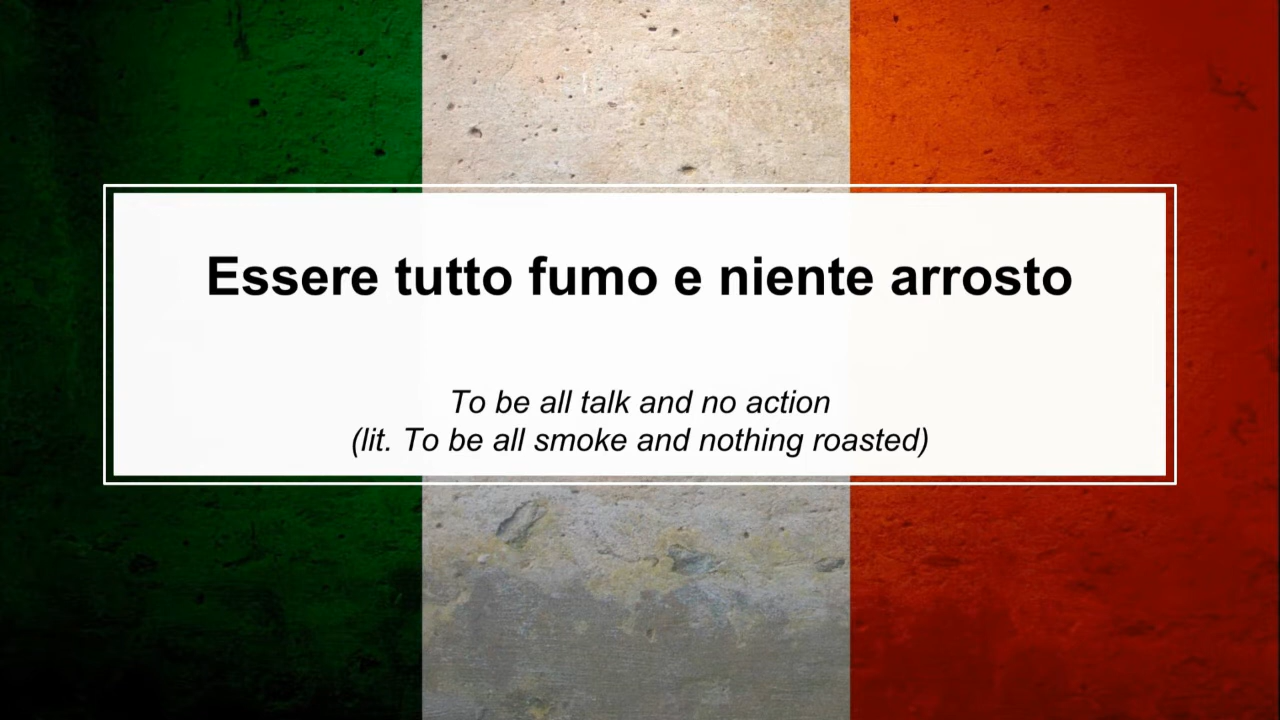 Essere tutto fumo e niente arrosto
To be all talk and no action
(lit. To be all smoke and nothing roasted)